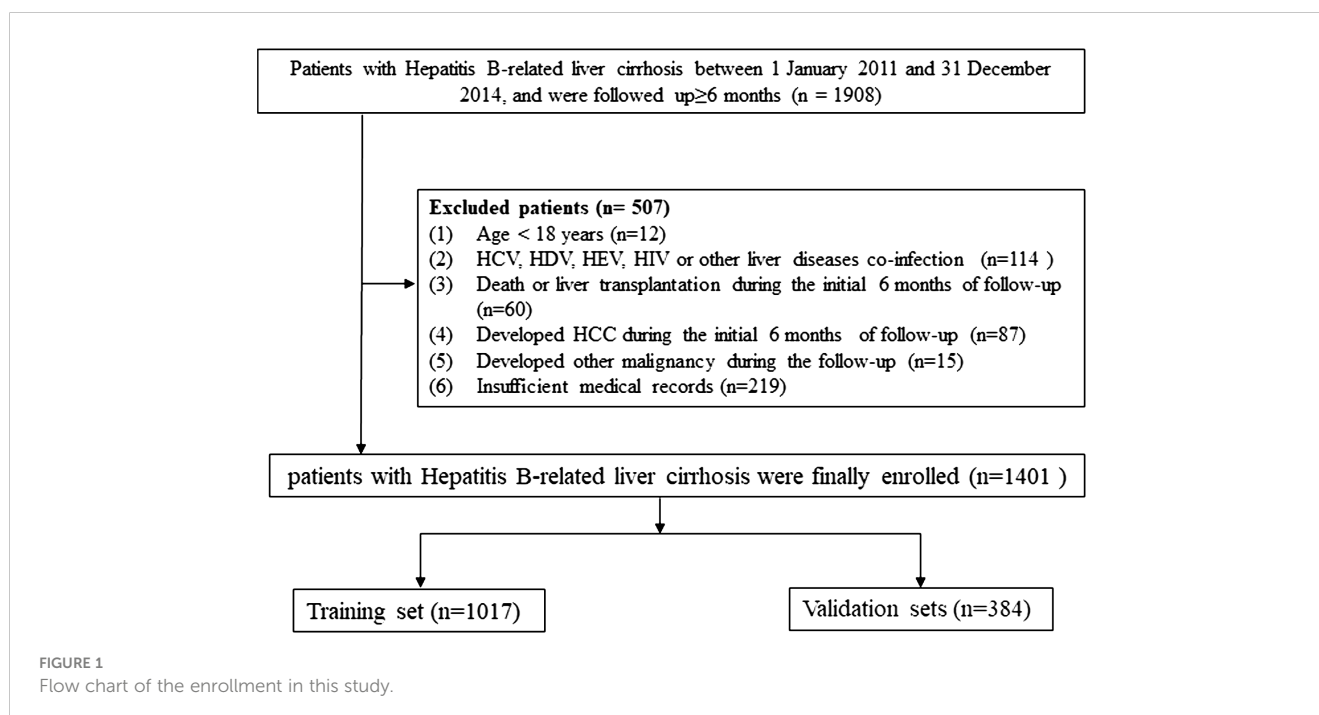 Patients with Hepatitis B-related liver cirrhosis between 1 January 2011 and 31 December
2014, and were followed up≥6 months (n = 1908)
Excluded patients (n= 507)
(1) Age < 18 years (n=12)
(2) HCV, HDV, HEV, HIV or other liver diseases co-infection (n=114 )
(3) Death or liver transplantation during the initial 6 months of follow-up
(n=60)
(4) Developed HCC during the initial 6 months of follow-up (n=87)
(5) Developed other malignancy during the follow-up (n=15)
(6) Insufficient medical records (n=219)
patients with Hepatitis B-related liver cirrhosis were finally enrolled (n=1401 )
Training set (n=1017)
Validation sets (n=384)
FIGURE 1
Flow chart of the enrollment in this study.